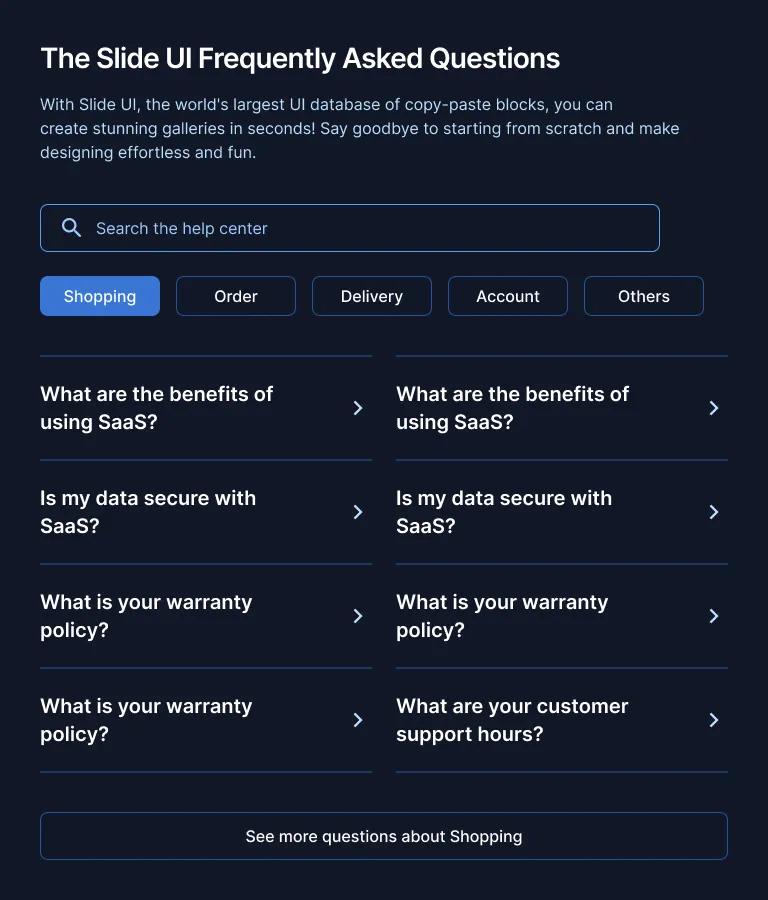 The Slide UI Frequently Asked Questions
With Slide UI, the world's largest UI database of copy-paste blocks, you can
create stunning galleries in seconds! Say goodbye to starting from scratch and make
designing effortless and fun.
Search the help center
Shopping
Order
Delivery
Account
Others
What are the benefits of
using SaaS?
What are the benefits of
using SaaS?
Is my data secure with
SaaS?
Is my data secure with
SaaS?
What is your warranty
policy?
What is your warranty
policy?
What is your warranty
policy?
What are your customer
support hours?
See more questions about Shopping